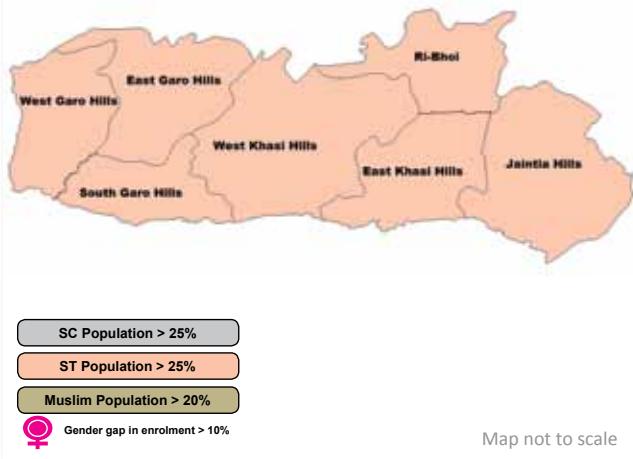 Ri-Bhoi
East Garo Hills
West Garo Hills
West Khasi Hills
Jaintia Hills
East Khasi Hills
South Garo Hills
SC Population > 25%
ST Population > 25%
Muslim Population > 20%
Gender gap in enrolment > 10%
Map not to scale